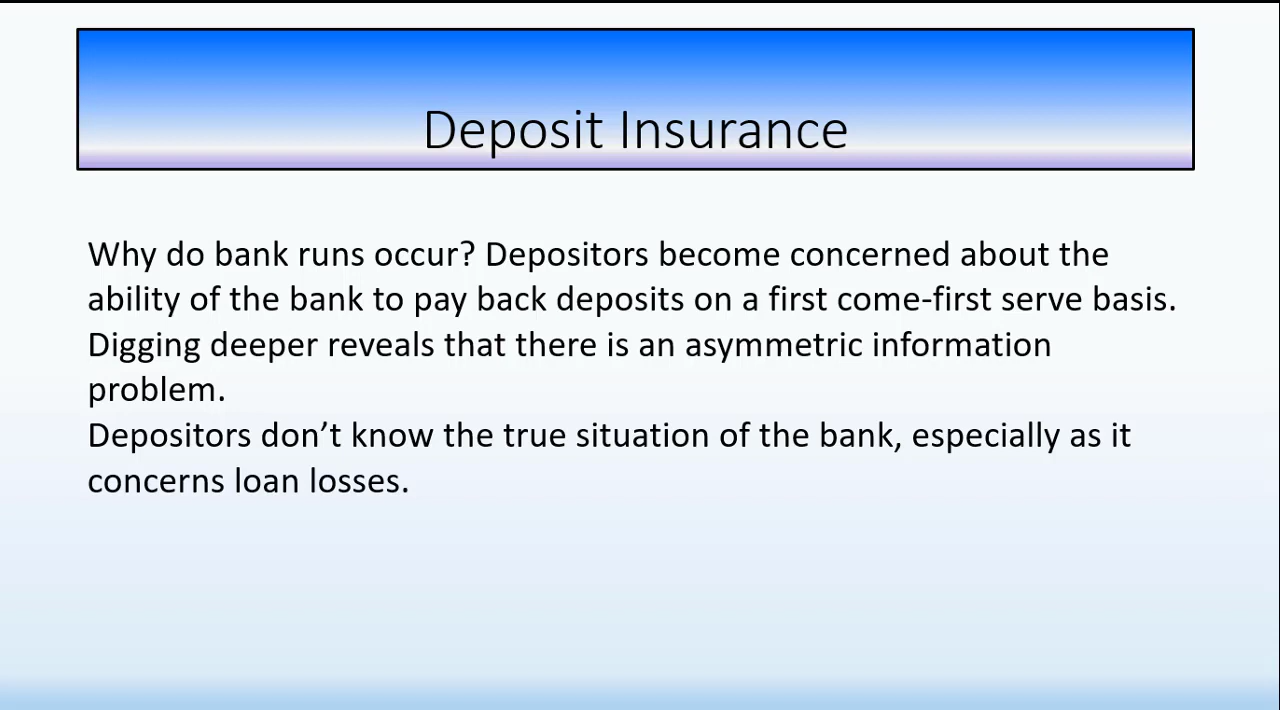 Deposit Insurance
Why do bank runs occur? Depositors become concerned about the
ability of the bank to pay back deposits on a first come-first serve basis.
Digging deeper reveals that there is an asymmetric information
problem.
Depositors don’t know the true situation of the bank, especially as it
concerns loan losses.